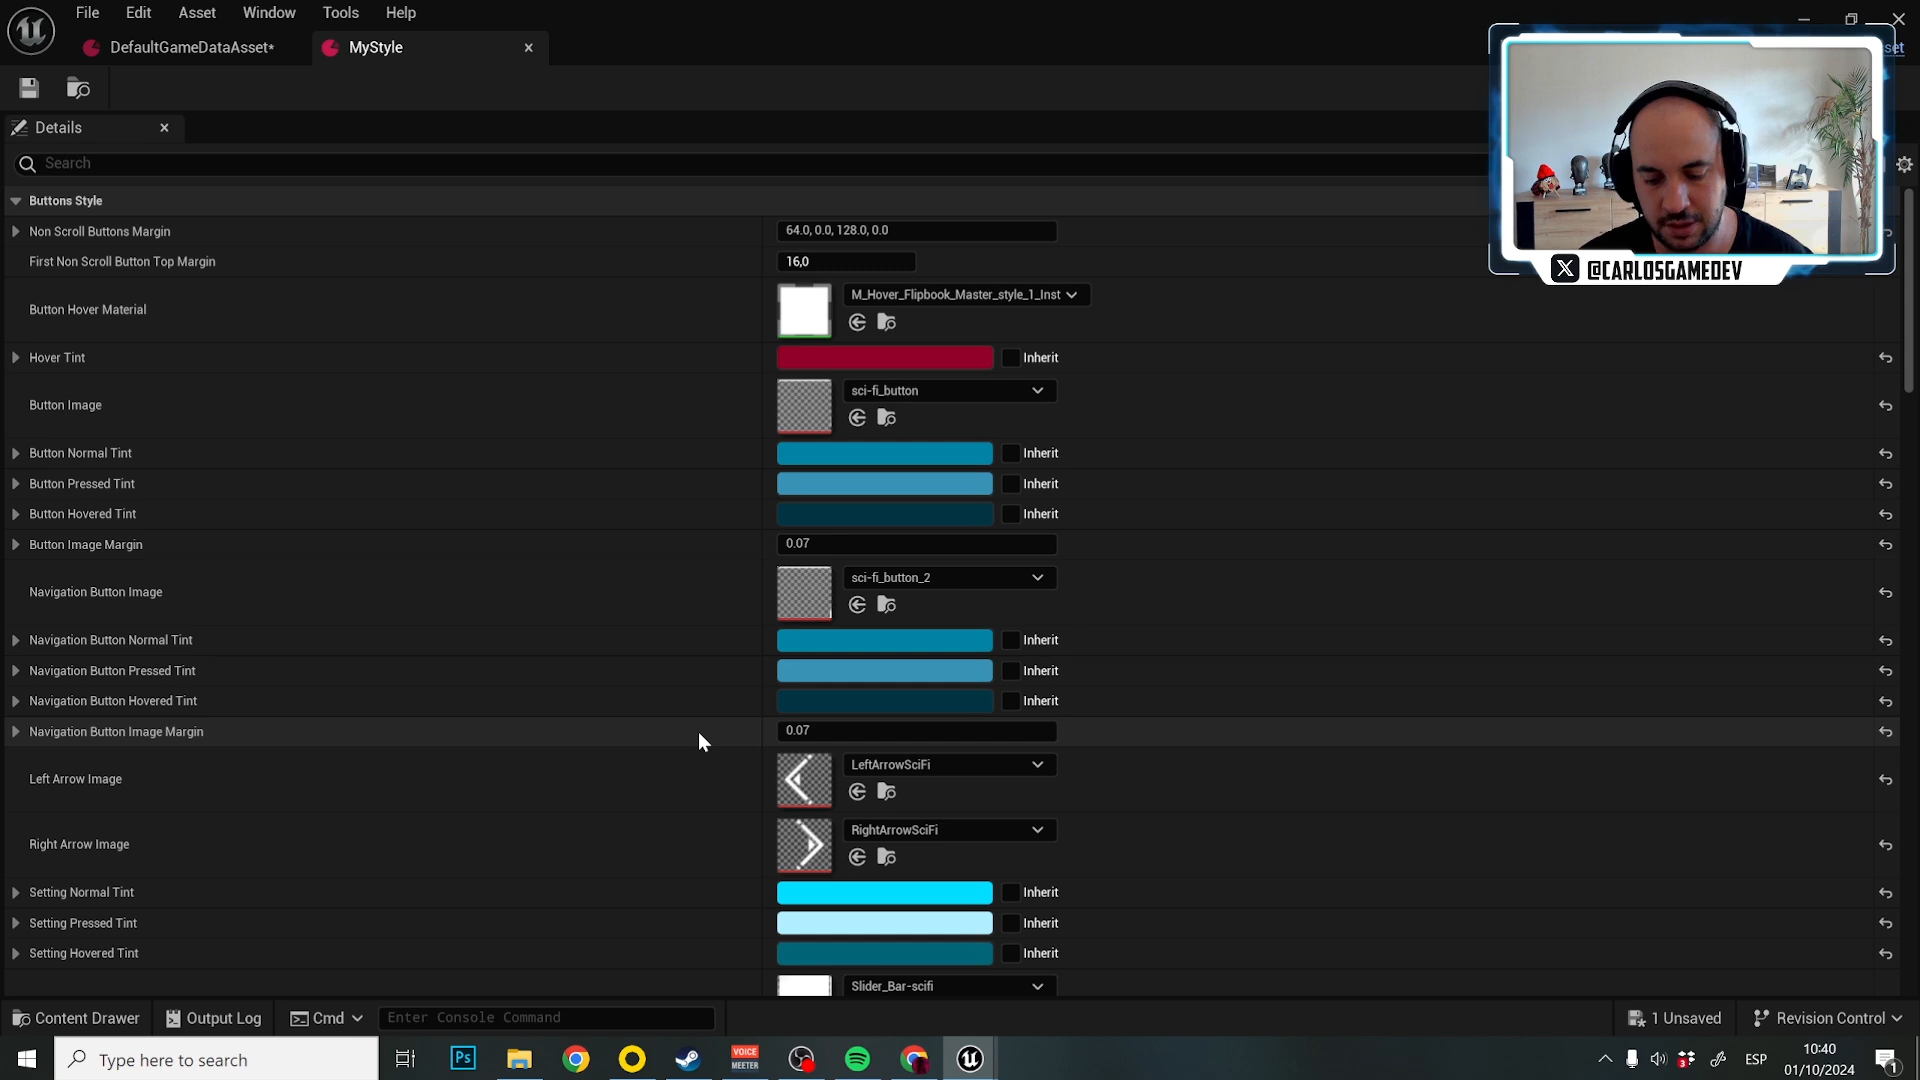 File Edit Asset Window Tools Help
DefaultGameDataAsset*
MyStyle
set
Details
Search
Buttons Style
Non Scroll Buttons Margin
64.0, 0.0, 128.0, 0.0
First Non Scroll Button Top Margin
16,0
Button Hover Material
M_Hover_Flipbook_Master_style_1_Inst
Hover Tint
Inherit
Button Image
sci-fi_button
Button Normal Tint
Inherit
Button Pressed Tint
Inherit
Button Hovered Tint
Inherit
Button Image Margin
0.07
Navigation Button Image
sci-fi_button_2
Navigation Button Normal Tint
Inherit
Navigation Button Pressed Tint
Inherit
Navigation Button Hovered Tint
Inherit
Navigation Button Image Margin
0.07
Left Arrow Image
LeftArrowSciFi
Right Arrow Image
RightArrowSciFi
Setting Normal Tint
Inherit
Setting Pressed Tint
Inherit
Setting Hovered Tint
Inherit
Slider_Bar-scifi
X @CARLOSGAMEDEV
Content Drawer
Output Log
Cmd
Enter Console Command
1 Unsaved
Revision Control
Type here to search
Ps
VOICE
MEETER
3
ESP
10:40
01/10/2024
1